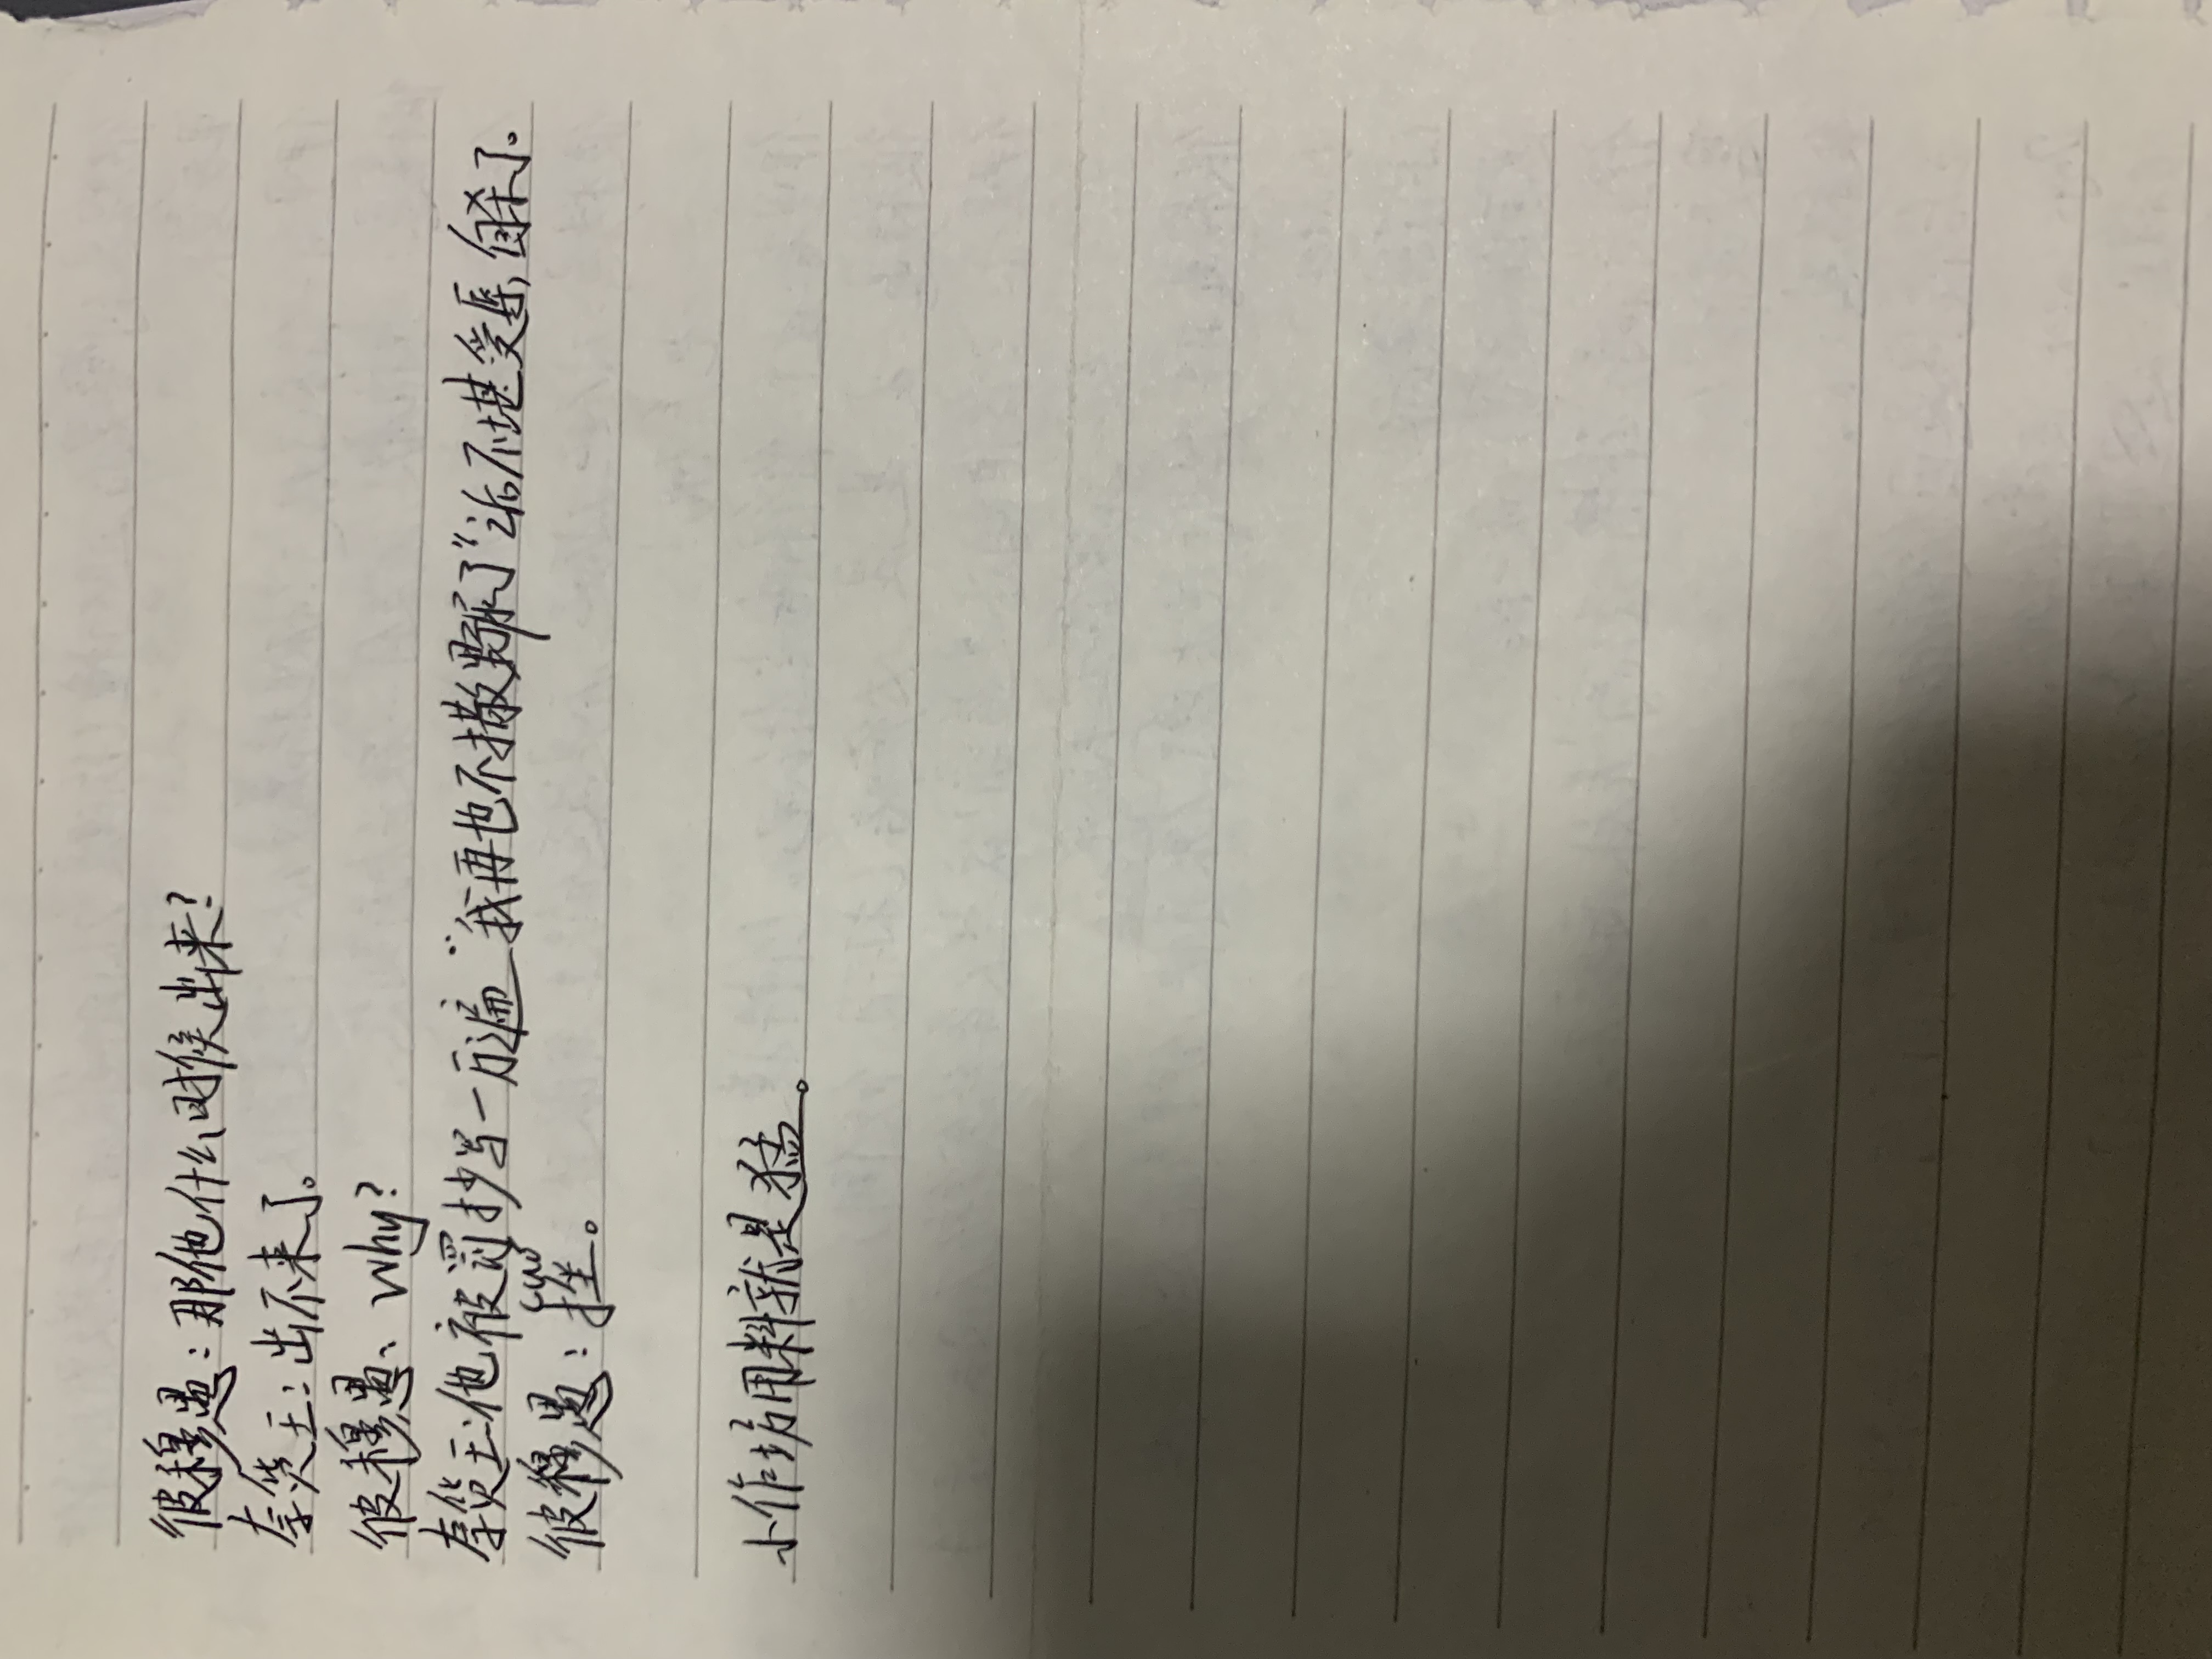 彼穆愚：那他什么时候出来？
李货王：出不来了。
彼穆愚：why？
李货王：他被罚抄写一万遍“我再也不撒野尿了”之后不堪受辱，自杀了。
cuò
彼穆愚：挫。
小作坊用料就是猛。